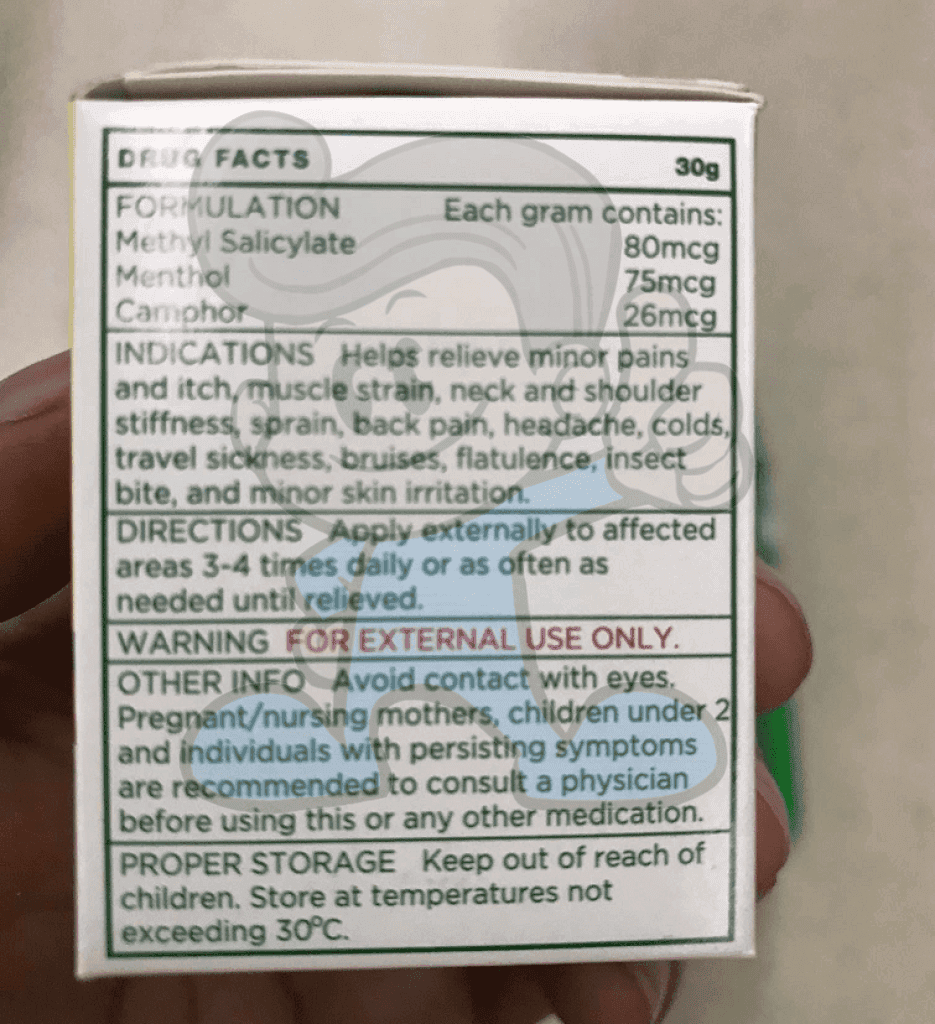 DRUG FACTS 30g
FORMULATION Each gram contains:
Methyl Salicylate 80mcg
Menthol 75mcg
Camphor 26mcg
INDICATIONS Helps relieve minor pains
and itch, muscle strain, neck and shoulder
stiffness, sprain, back pain, headache, colds,
travel sickness, bruises, flatulence, insect
bite, and minor skin irritation.
DIRECTIONS Apply externally to affected
areas 3-4 times daily or as often as
needed until relieved.
WARNING FOR EXTERNAL USE ONLY.
OTHER INFO Avoid contact with eyes.
Pregnant/nursing mothers, children under 2
and individuals with persisting symptoms
are recommended to consult a physician
before using this or any other medication.
PROPER STORAGE Keep out of reach of
children. Store at temperatures not
exceeding 30°C.